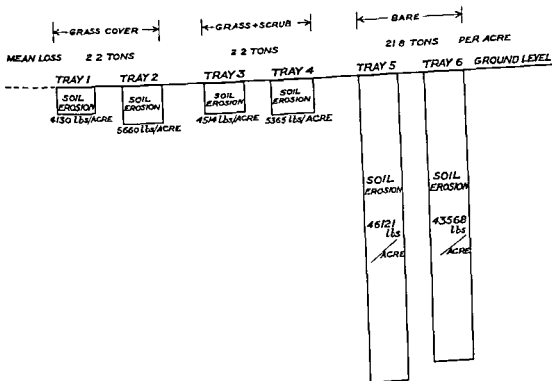 GRASS COVER GRASS+SCRUB BARE
MEAN LOSS 2 2 TONS 2 2 TONS 21 8 TONS PER ACRE
TRAY 1 TRAY 2 TRAY 3 TRAY 4 TRAY 5 TRAY 6 GROUND LEVEL
SOIL EROSION
4130 lbs/ACRE
SOIL EROSION
5660 lbs/ACRE
SOIL EROSION
4514 lbs/ACRE
SOIL EROSION
5365 lbs/ACRE
SOIL
EROSION
46121
lbs
/ACRE
SOIL
EROSION
43568
lbs
/ACRE